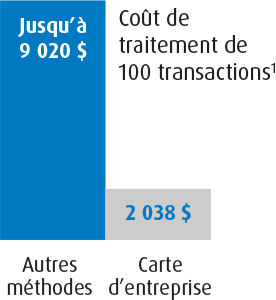 Jusqu’à
9 020 $
Coût de
traitement de
100 transactions¹
2 038 $
Autres
méthodes
Carte
d’entreprise